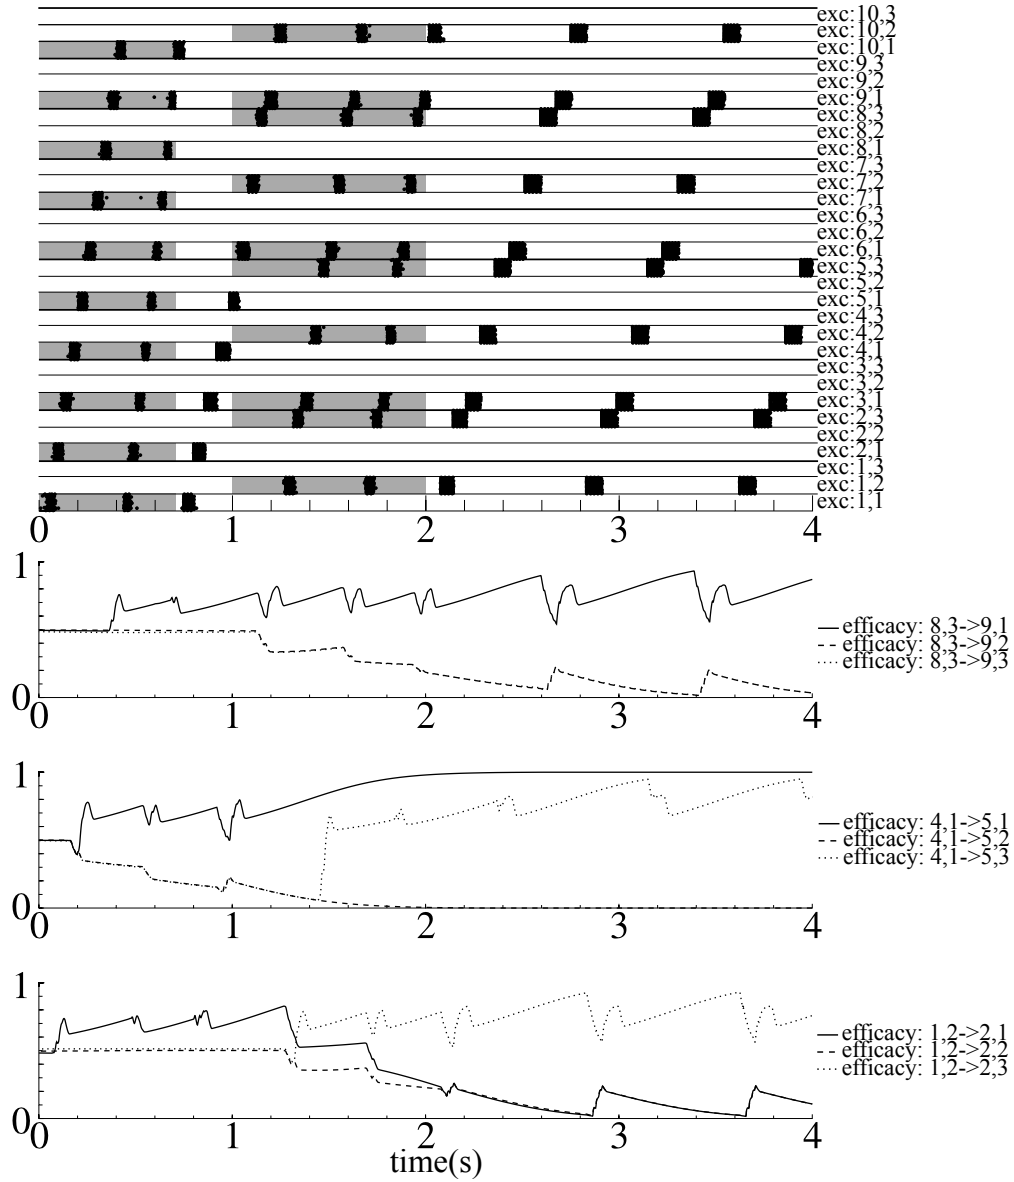 exc:10,3
exc:10,2
exc:10,1
exc:9,3
exc:9,2
exc:9,1
exc:8,3
exc:8,2
exc:8,1
exc:7,3
exc:7,2
exc:7,1
exc:6,3
exc:6,2
exc:6,1
exc:5,3
exc:5,2
exc:5,1
exc:4,3
exc:4,2
exc:4,1
exc:3,3
exc:3,2
exc:3,1
exc:2,3
exc:2,2
exc:2,1
exc:1,3
exc:1,2
exc:1,1
0 1 2 3 4
1
efficacy: 8,3->9,1
efficacy: 8,3->9,2
efficacy: 8,3->9,3
0
0 1 2 3 4
1
efficacy: 4,1->5,1
efficacy: 4,1->5,2
efficacy: 4,1->5,3
0
0 1 2 3 4
1
efficacy: 1,2->2,1
efficacy: 1,2->2,2
efficacy: 1,2->2,3
0
0 1 2 3 4
time(s)